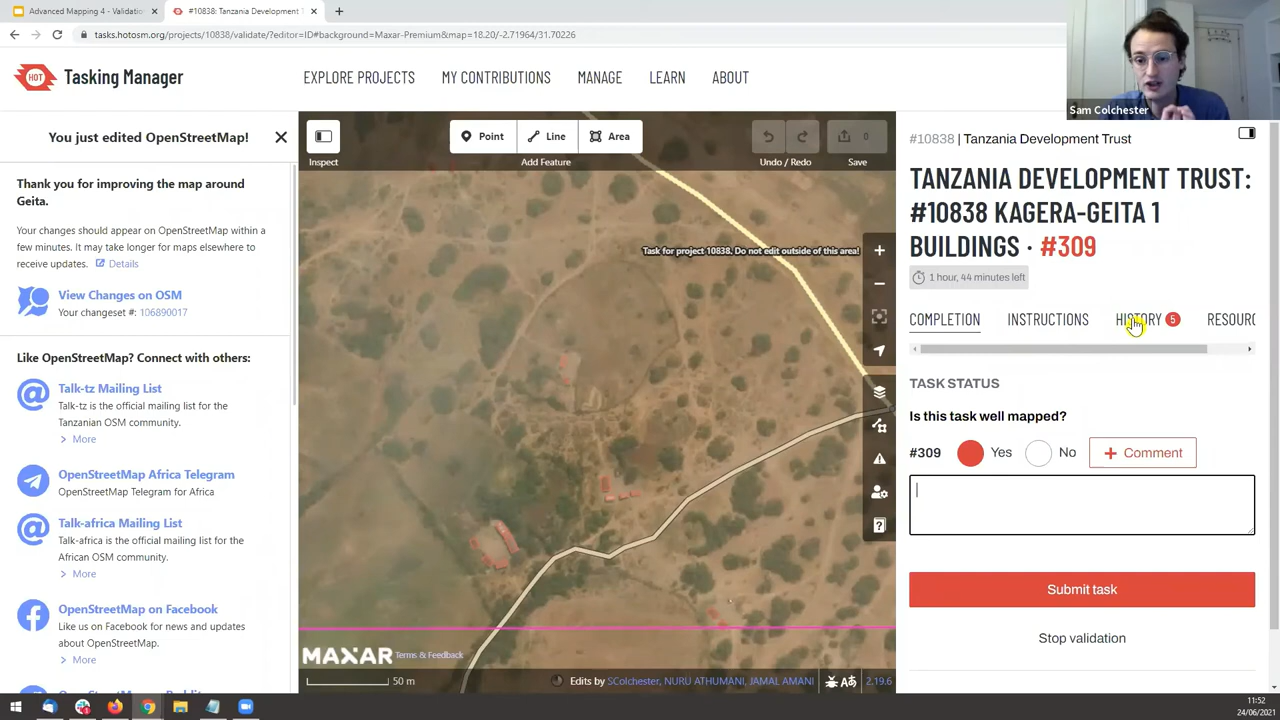 Advanced Mapping 4 - Validatio
#10838: Tanzania Development T
tasks.hotosm.org/projects/10838/validate/?editor=ID#background=Maxar-Premium&map=18.20/-2.71964/31.70226
Sam Colchester
HOT
Tasking Manager
EXPLORE PROJECTS
MY CONTRIBUTIONS
MANAGE
LEARN
ABOUT
You just edited OpenStreetMap!
Thank you for improving the map around
Geita.
Your changes should appear on OpenStreetMap within a
few minutes. It may take longer for maps elsewhere to
receive updates. Details
View Changes on OSM
Your changeset #: 106890017
Like OpenStreetMap? Connect with others:
Talk-tz Mailing List
Talk-tz is the official mailing list for the
Tanzanian OSM community.
> More
OpenStreetMap Africa Telegram
OpenStreetMap Telegram for Africa
Talk-africa Mailing List
Talk-africa is the official mailing list for the
African OSM community.
> More
OpenStreetMap on Facebook
Like us on Facebook for news and updates
about OpenStreetMap.
> More
Inspect
Point
Line
Area
Add Feature
Undo / Redo
0
Save
Task for project 10838. Do not edit outside of this area!
MAXAR
Terms & Feedback
50 m
Edits by SColchester, NURU ATHUMANI, JAMAL AMANI
2.19.6
#10838 | Tanzania Development Trust
TANZANIA DEVELOPMENT TRUST:
#10838 KAGERA-GEITA 1
BUILDINGS · #309
1 hour, 44 minutes left
COMPLETION
INSTRUCTIONS
HISTORY 5
RESOURC
TASK STATUS
Is this task well mapped?
#309
Yes
No
+ Comment
Submit task
Stop validation
11:52
24/06/2021